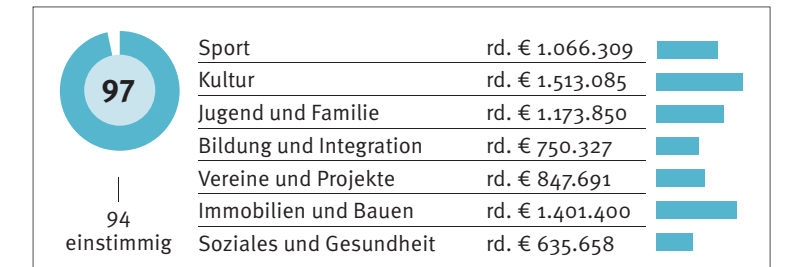 97
94
einstimmig
Sport rd. € 1.066.309
Kultur rd. € 1.513.085
Jugend und Familie rd. € 1.173.850
Bildung und Integration rd. € 750.327
Vereine und Projekte rd. € 847.691
Immobilien und Bauen rd. € 1.401.400
Soziales und Gesundheit rd. € 635.658